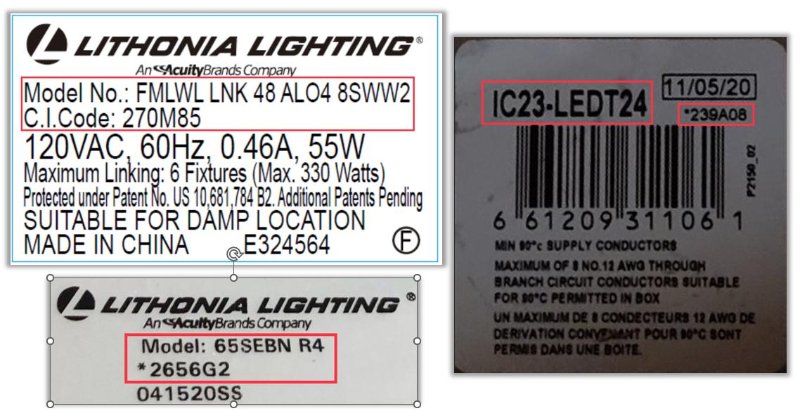 LITHONIA LIGHTING®
An AcuityBrands Company
Model No.: FMLWL LNK 48 ALO4 8SWW2
C.I.Code: 270M85
120VAC, 60Hz, 0.46A, 55W
Maximum Linking: 6 Fixtures (Max. 330 Watts)
Protected under Patent No. US 10,681,784 B2. Additional Patents Pending
SUITABLE FOR DAMP LOCATION
MADE IN CHINA E324564
F
LITHONIA LIGHTING®
An AcuityBrands Company
Model: 65SEBN R4
*2656G2
041520SS
IC23-LEDT24
11/05/20
*239A08
P2150_02
6 61209 31106 1
MIN 90°c SUPPLY CONDUCTORS
MAXIMUM OF 8 NO.12 AWG THROUGH
BRANCH CIRCUIT CONDUCTORS SUITABLE
FOR 90°C PERMITTED IN BOX
UN MAXIMUM DE 8 CONDECTEURS 12 AWG DE
DERIVATION CONVENANT POUR 90°C SONT
PERMIS DANS UNE BOITE.